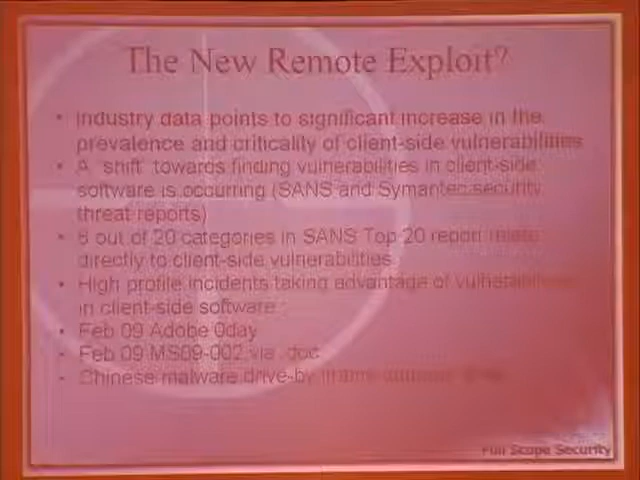 The New Remote Exploit?
• Industry data points to significant increase in the
prevalence and criticality of client-side vulnerabilities
• A shift towards finding vulnerabilities in client-side
software is occurring (SANS and Symantec security
threat reports)
• 8 out of 20 categories in SANS Top 20 report relate
directly to client-side vulnerabilities
• High profile incidents taking advantage of vulnerabilities
in client-side software
• Feb 09 Adobe 0day
• Feb 09 MS09-002 via .doc
• Chinese malware drive-by
Full Scope Security